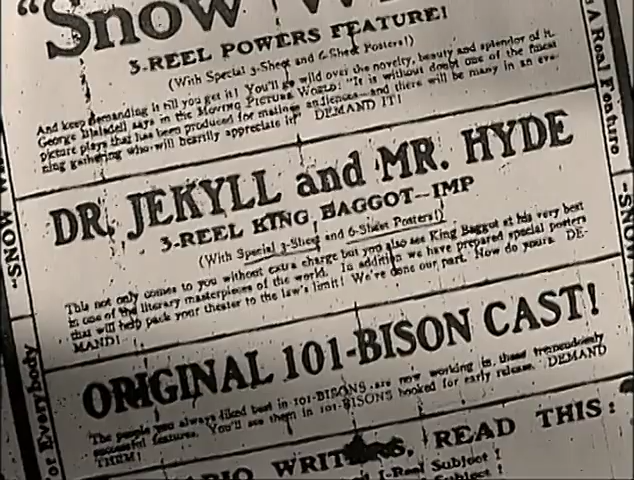 "Snow W
3-REEL POWERS FEATURE!
(With Special 3-Sheet and 6-Sheet Posters!)
And keep demanding it till you get it! You'll go wild over the novelty, beauty and splendor of it.
George Blaisdell says in the MOVING PICTURE WORLD: "It is without doubt one of the finest
picture plays that has been produced for matinee audiences—and there will be many in an eve-
ning gathering who will heartily appreciate it." DEMAND IT!
DR. JEKYLL and MR. HYDE
3-REEL KING BAGGOT—IMP
(With Special 3-Sheet and 6-Sheet Posters!)
This not only comes to you without extra charge but you also see King Baggot at his very best
in one of the literary masterpieces of the world. In addition we have prepared special posters
that will help pack your theater to the law's limit! We've done our part. Now do yours. DE-
MAND!
ORIGINAL 101-BISON CAST!
The people you always liked best in 101-BISONS are now working in these tremendously
successful features. You'll see them in 101-BISONS booked for early release. DEMAND
THEM!
RIO WRITERS, READ THIS:
1-Reel Subject!
Subject!
"SNOW W
or Everybody
s A Real Feature
"SNOW